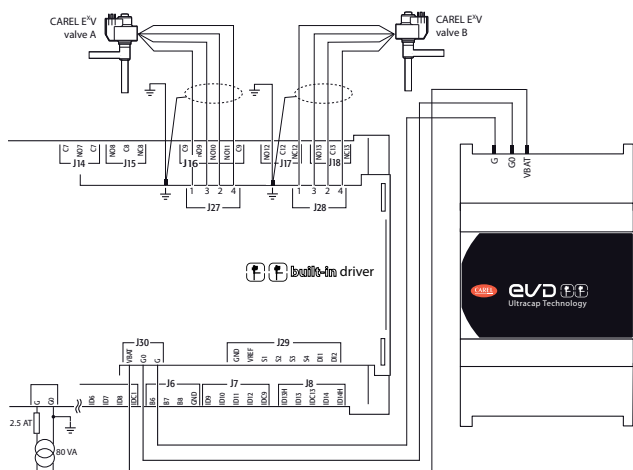 CAREL EXV
valve A
CAREL EXV
valve B
C7
NO7
C7
J14
NO8
C8
NC8
J15
C9
NO9
NO10
NO11
C9
J16
NO12
C12
NC12
J17
NO13
C13
NC13
J18
1 3 2 4
J27
1 3 2 4
J28
G
G0
VBAT
built-in driver
CAREL
evd
Ultracap Technology
J30
VBAT
G0
G
J29
GND
VREF
S1
S2
S3
S4
DI1
DI2
G
G0
ID6
ID7
ID8
IDC1
J6
B6
B7
B8
GND
J7
ID9
ID10
ID11
ID12
IDC9
J8
ID13H
ID13
IDC13
ID14
ID14H
2.5 AT
80 VA